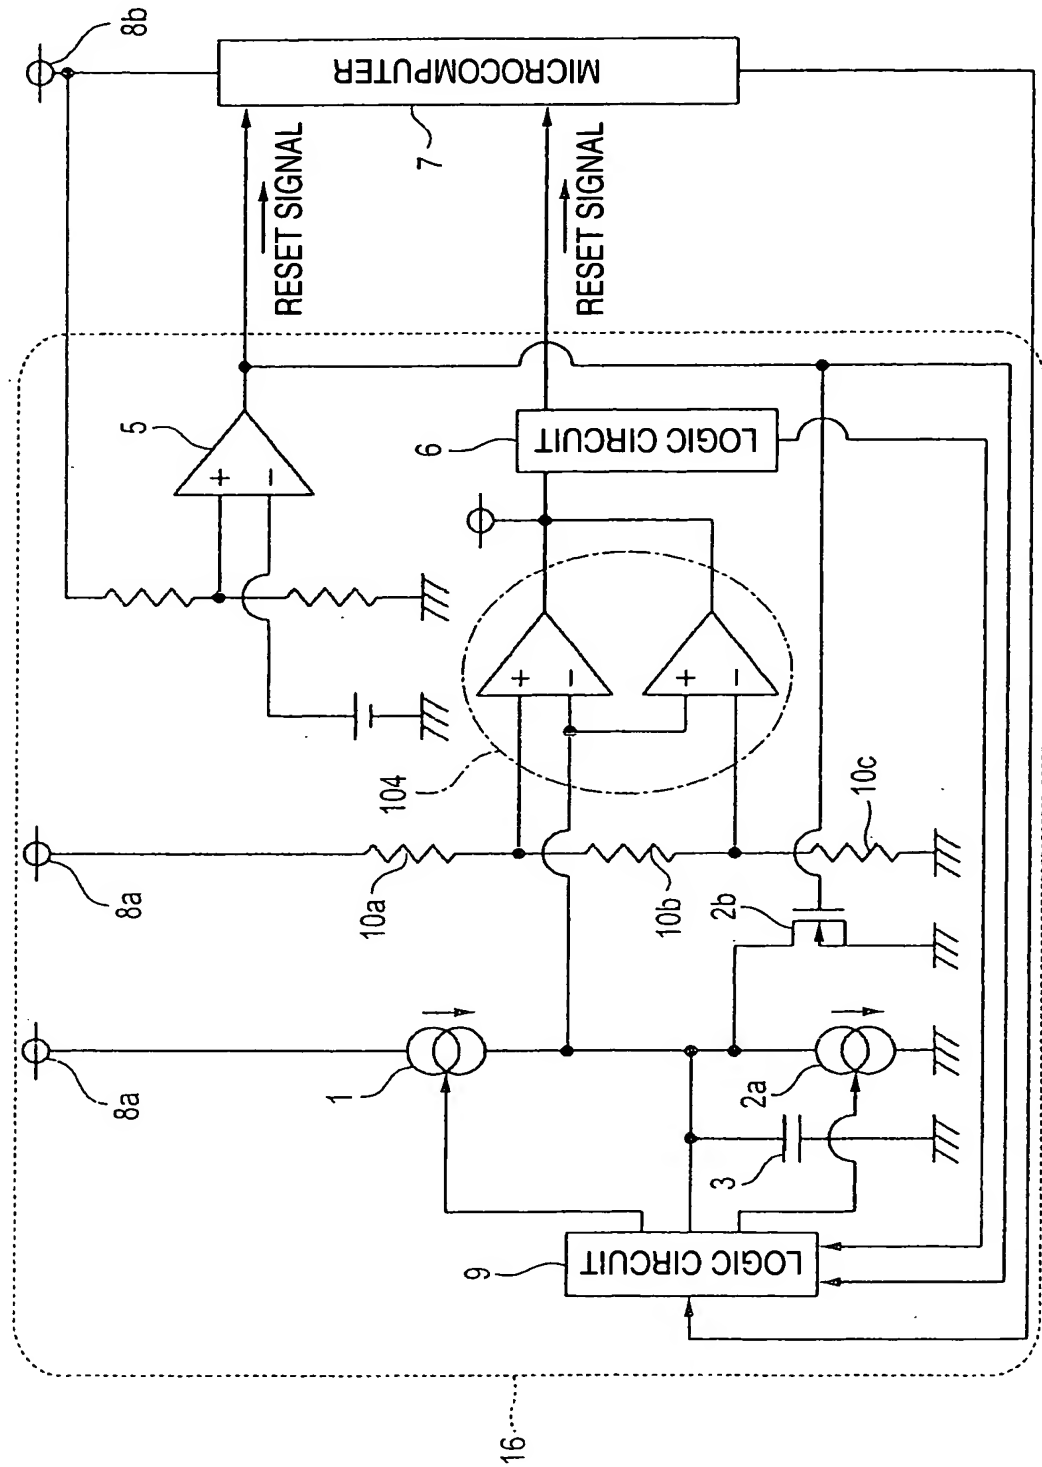 8b
MICROCOMPUTER
7
RESET SIGNAL
RESET SIGNAL
5
+
−
6
LOGIC CIRCUIT
104
+
−
+
−
8a
10a
10b
10c
2b
8a
1
2a
3
9
LOGIC CIRCUIT
16